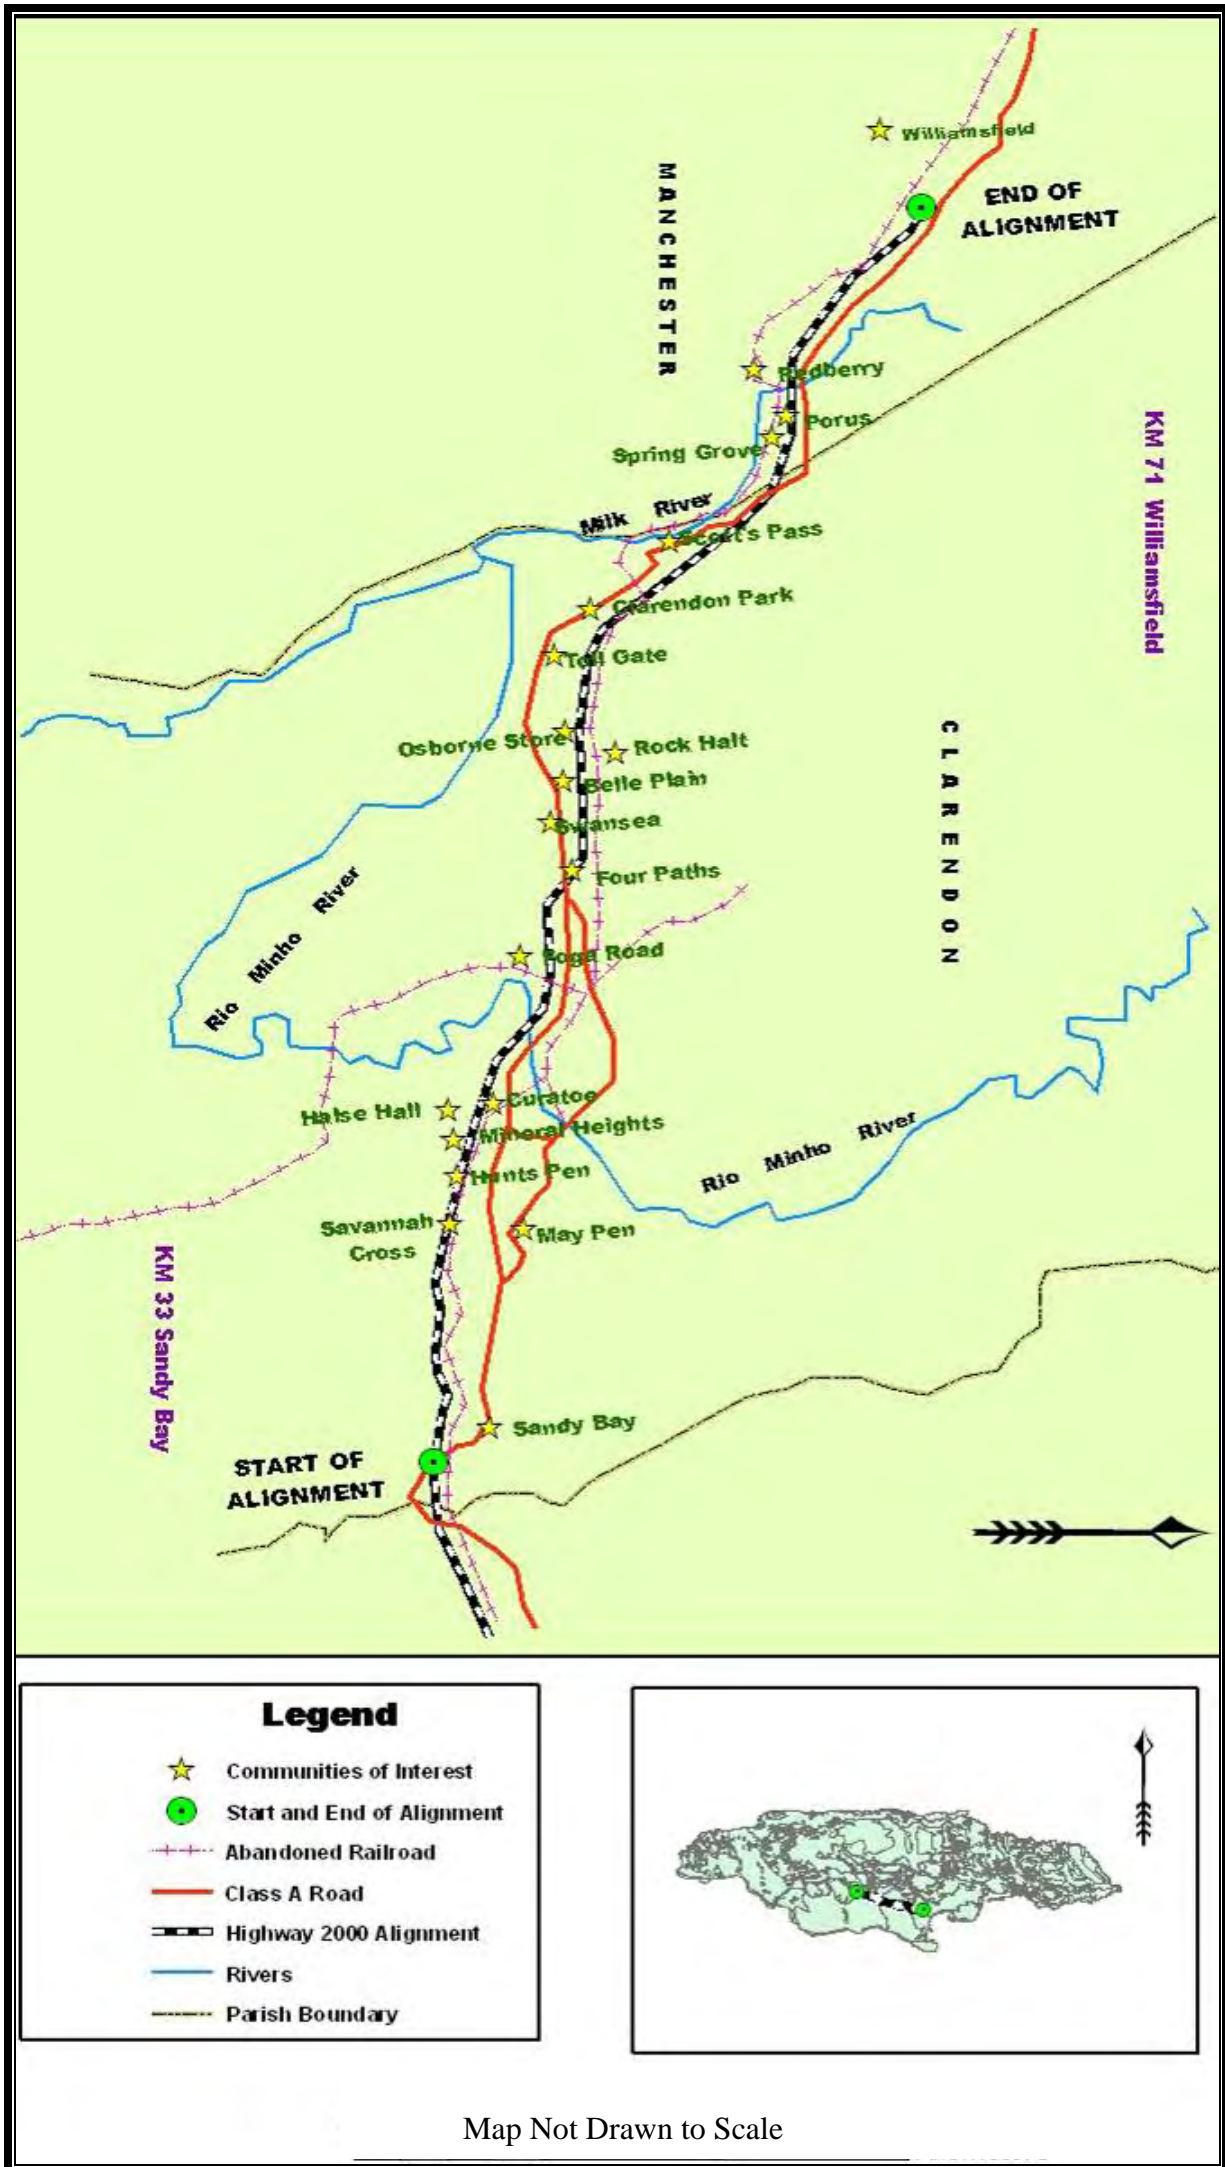 Williamsfield
END OF
ALIGNMENT
MANCHESTER
Redberry
Porus
Spring Grove
KM 71 Williamsfield
Milk River
Scott's Pass
Clarendon Park
Toll Gate
Osborne Store
Rock Halt
CLARENDON
Belle Plain
Swansea
Four Paths
Rio Minho River
Foga Road
Halse Hall
Curatoe
Mineral Heights
Rio Minho River
Hunts Pen
Savannah
Cross
May Pen
KM 33 Sandy Bay
Sandy Bay
START OF
ALIGNMENT
Legend
Communities of Interest
Start and End of Alignment
Abandoned Railroad
Class A Road
Highway 2000 Alignment
Rivers
Parish Boundary
Map Not Drawn to Scale